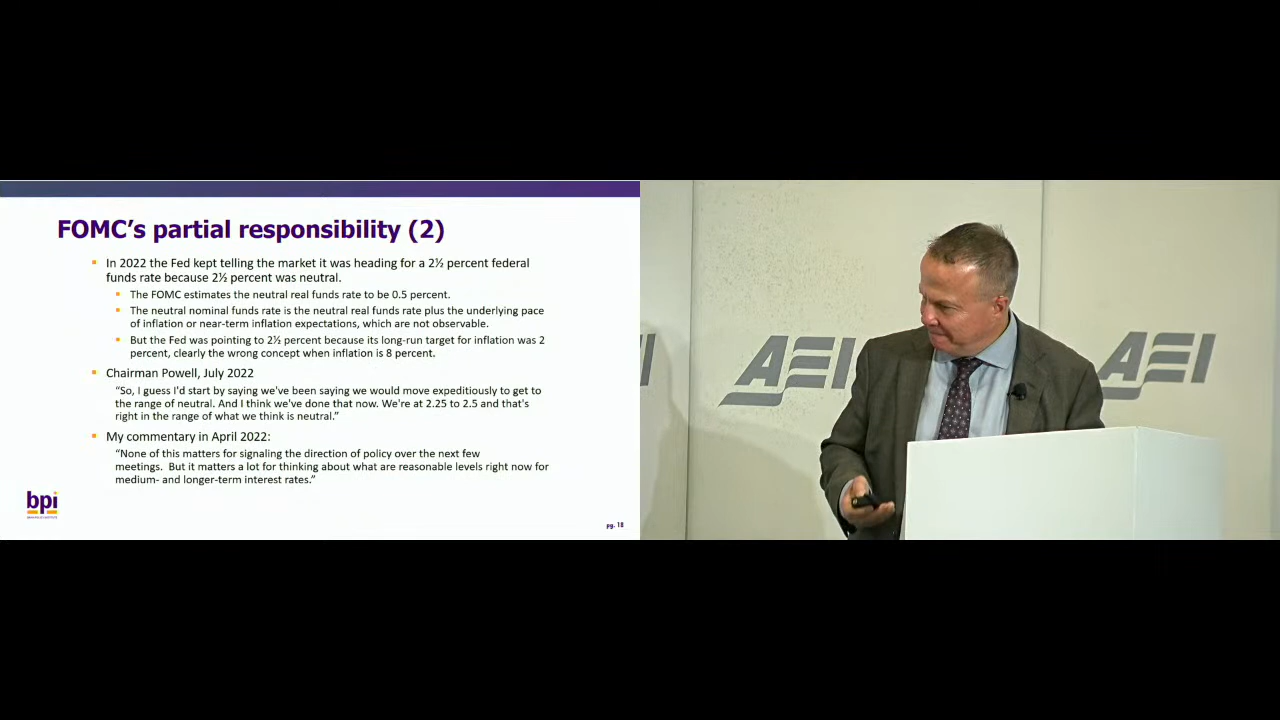 FOMC’s partial responsibility (2)
In 2022 the Fed kept telling the market it was heading for a 2½ percent federal
funds rate because 2½ percent was neutral.
The FOMC estimates the neutral real funds rate to be 0.5 percent.
The neutral nominal funds rate is the neutral real funds rate plus the underlying pace
of inflation or near-term inflation expectations, which are not observable.
But the Fed was pointing to 2½ percent because its long-run target for inflation was 2
percent, clearly the wrong concept when inflation is 8 percent.
Chairman Powell, July 2022
“So, I guess I'd start by saying we've been saying we would move expeditiously to get to
the range of neutral. And I think we've done that now. We're at 2.25 to 2.5 and that's
right in the range of what we think is neutral.”
My commentary in April 2022:
“None of this matters for signaling the direction of policy over the next few
meetings. But it matters a lot for thinking about what are reasonable levels right now for
medium- and longer-term interest rates.”
bpi
pg. 18
AEI
AEI